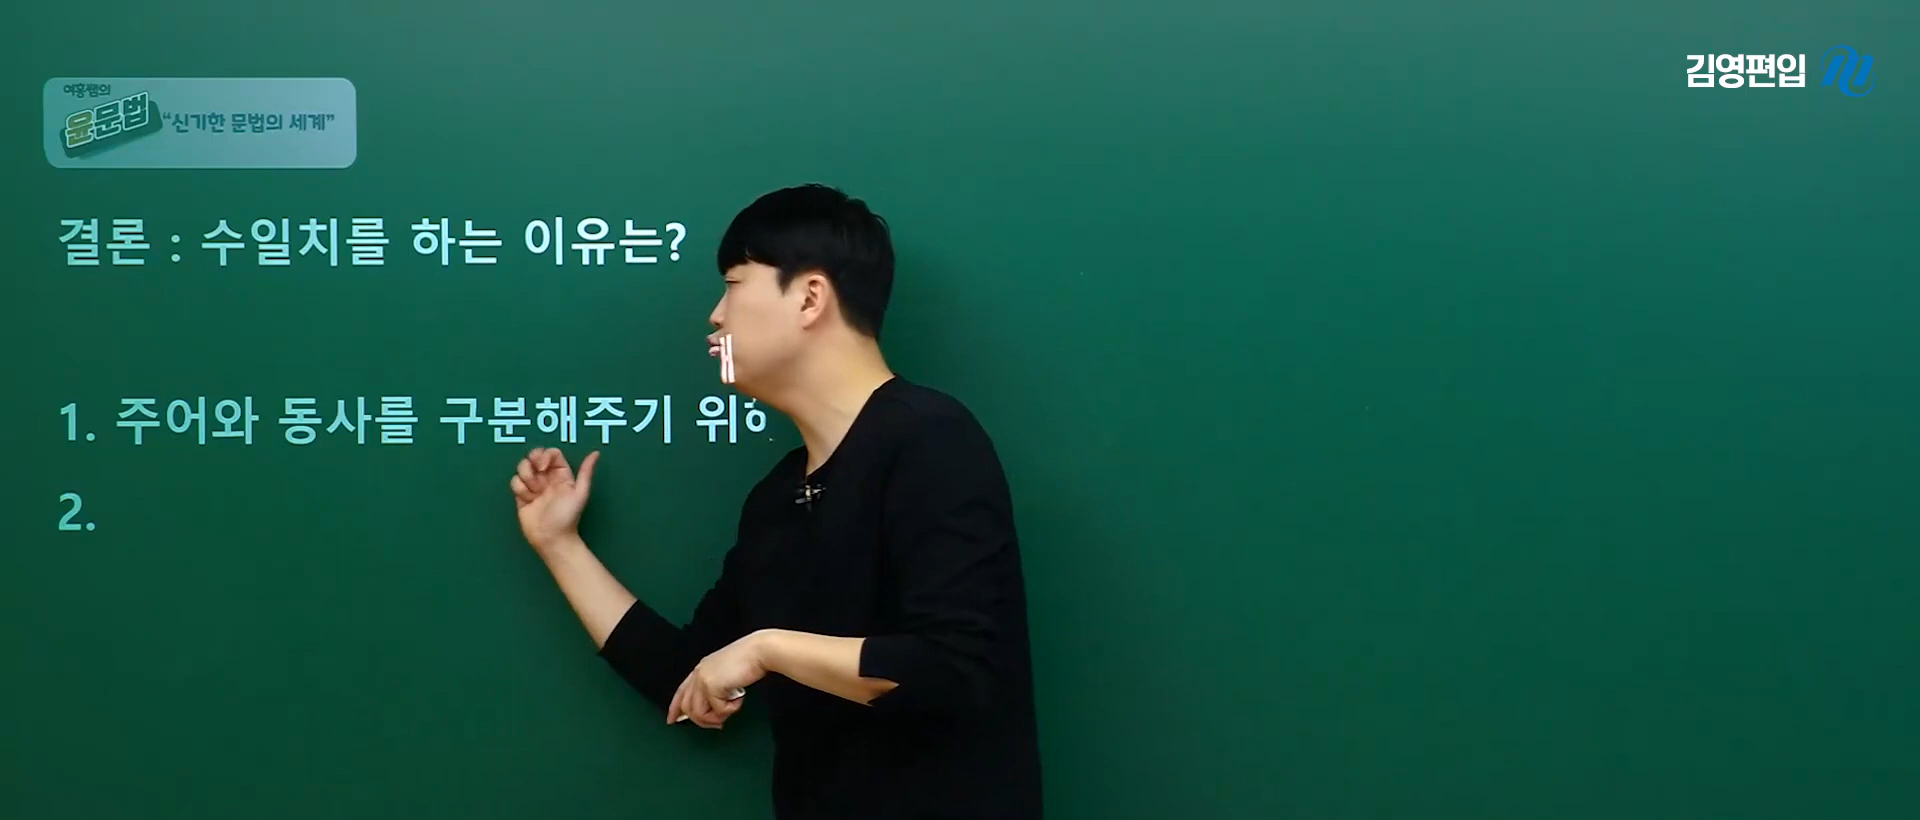 김영편입
여홍쌤의
윤문법 “신기한 문법의 세계”
결론 : 수일치를 하는 이유는?
1. 주어와 동사를 구분해주기
2.